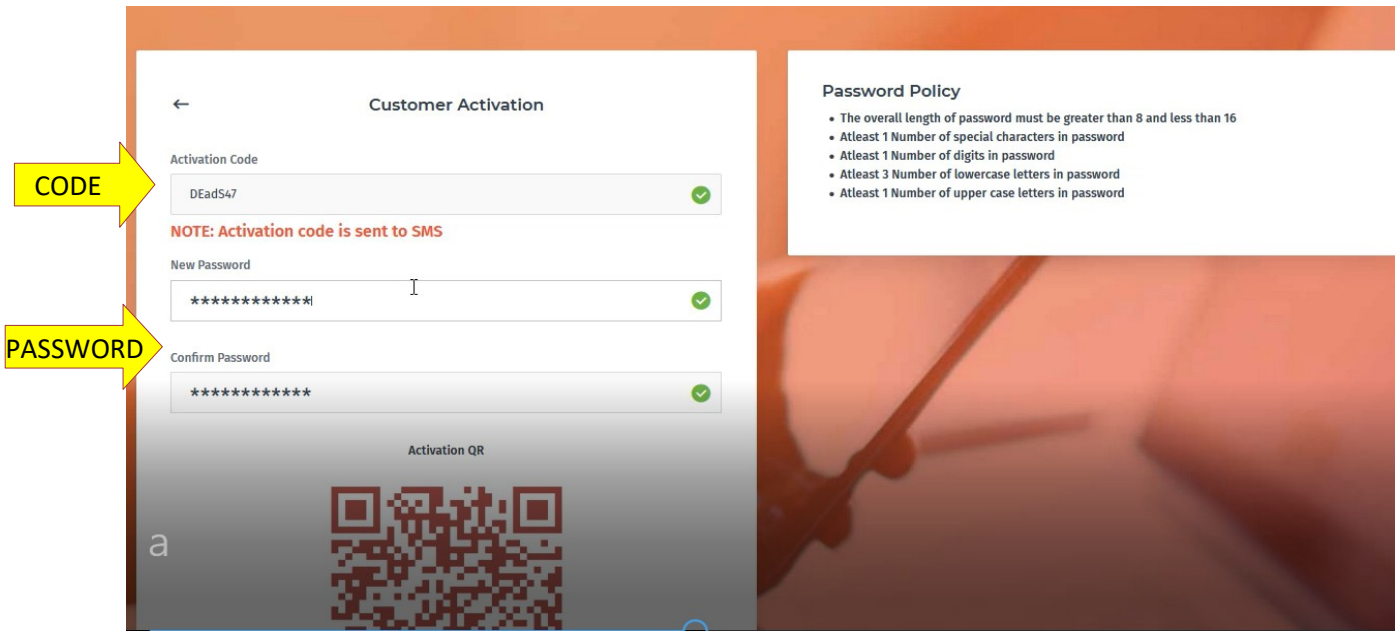 ←
Customer Activation
Activation Code
CODE
DEadS47
NOTE: Activation code is sent to SMS
New Password
************
PASSWORD
Confirm Password
************
Activation QR
a
Password Policy
• The overall length of password must be greater than 8 and less than 16
• Atleast 1 Number of special characters in password
• Atleast 1 Number of digits in password
• Atleast 3 Number of lowercase letters in password
• Atleast 1 Number of upper case letters in password